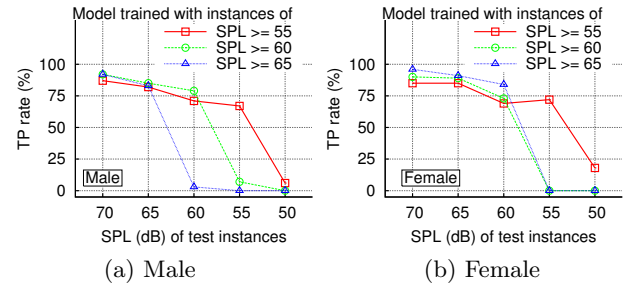 Model trained with instances of
SPL >= 55
SPL >= 60
SPL >= 65
TP rate (%)
100
75
50
25
0
Male
70 65 60 55 50
SPL (dB) of test instances
(a) Male
Model trained with instances of
SPL >= 55
SPL >= 60
SPL >= 65
TP rate (%)
100
75
50
25
0
Female
70 65 60 55 50
SPL (dB) of test instances
(b) Female